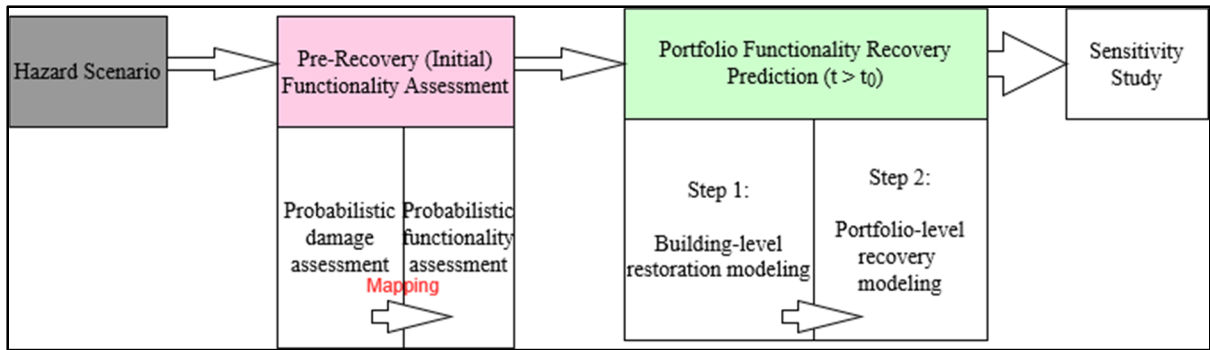 Hazard Scenario
Pre-Recovery (Initial)
Functionality Assessment
Probabilistic
damage
assessment
Probabilistic
functionality
assessment
Mapping
Portfolio Functionality Recovery
Prediction (t > t₀)
Step 1:
Building-level
restoration modeling
Step 2:
Portfolio-level
recovery
modeling
Sensitivity
Study